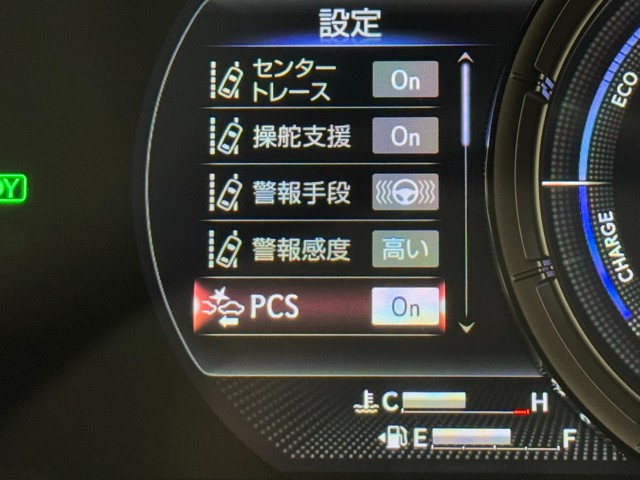 設定
センター
トレース
On
操舵支援
On
警報手段
警報感度
高い
PCS
On
ECO
CHARGE
C
H
E
F